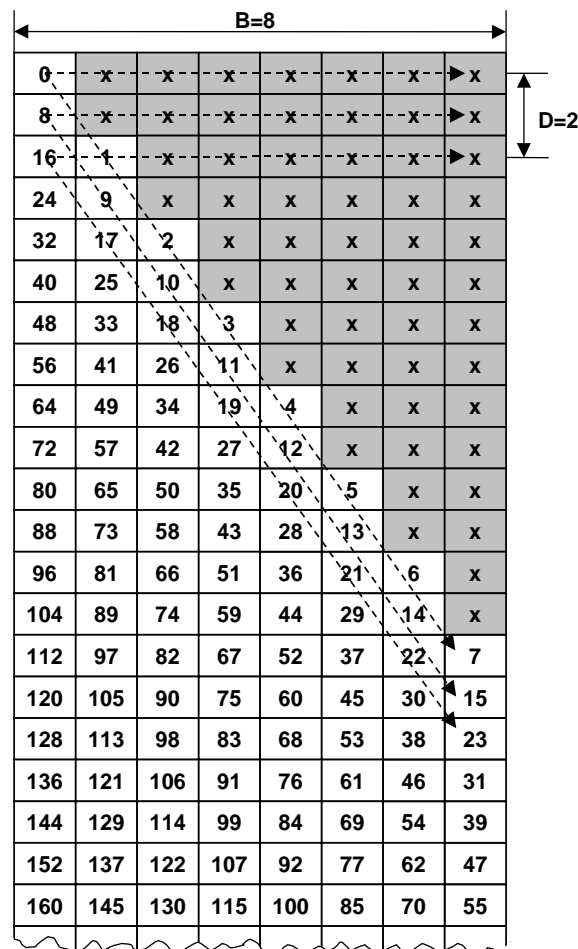 B=8
0 x x x x x x x
8 x x x x x x x
D=2
16 1 x x x x x x
24 9 x x x x x x
32 17 2 x x x x x
40 25 10 x x x x x
48 33 18 3 x x x x
56 41 26 11 x x x x
64 49 34 19 4 x x x
72 57 42 27 12 x x x
80 65 50 35 20 5 x x
88 73 58 43 28 13 x x
96 81 66 51 36 21 6 x
104 89 74 59 44 29 14 x
112 97 82 67 52 37 22 7
120 105 90 75 60 45 30 15
128 113 98 83 68 53 38 23
136 121 106 91 76 61 46 31
144 129 114 99 84 69 54 39
152 137 122 107 92 77 62 47
160 145 130 115 100 85 70 55